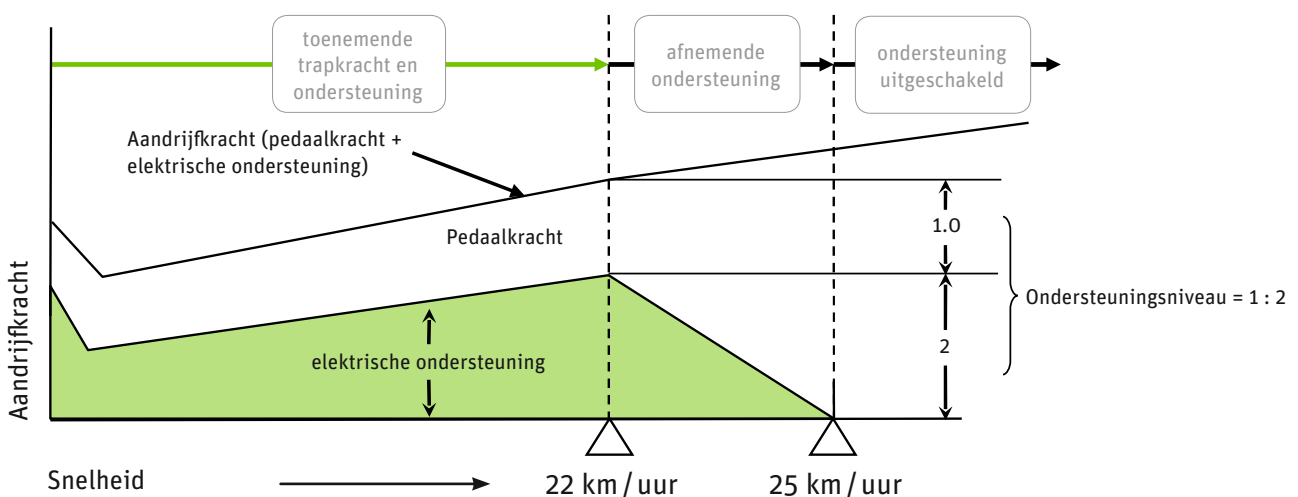 toenemende
trapkracht en
ondersteuning
afnemende
ondersteuning
ondersteuning
uitgeschakeld
Aandrijfkracht (pedaalkracht +
elektrische ondersteuning)
Pedaalkracht
1.0
Aandrijfkracht
Ondersteuningsniveau = 1 : 2
elektrische ondersteuning
2
Snelheid
22 km / uur
25 km / uur